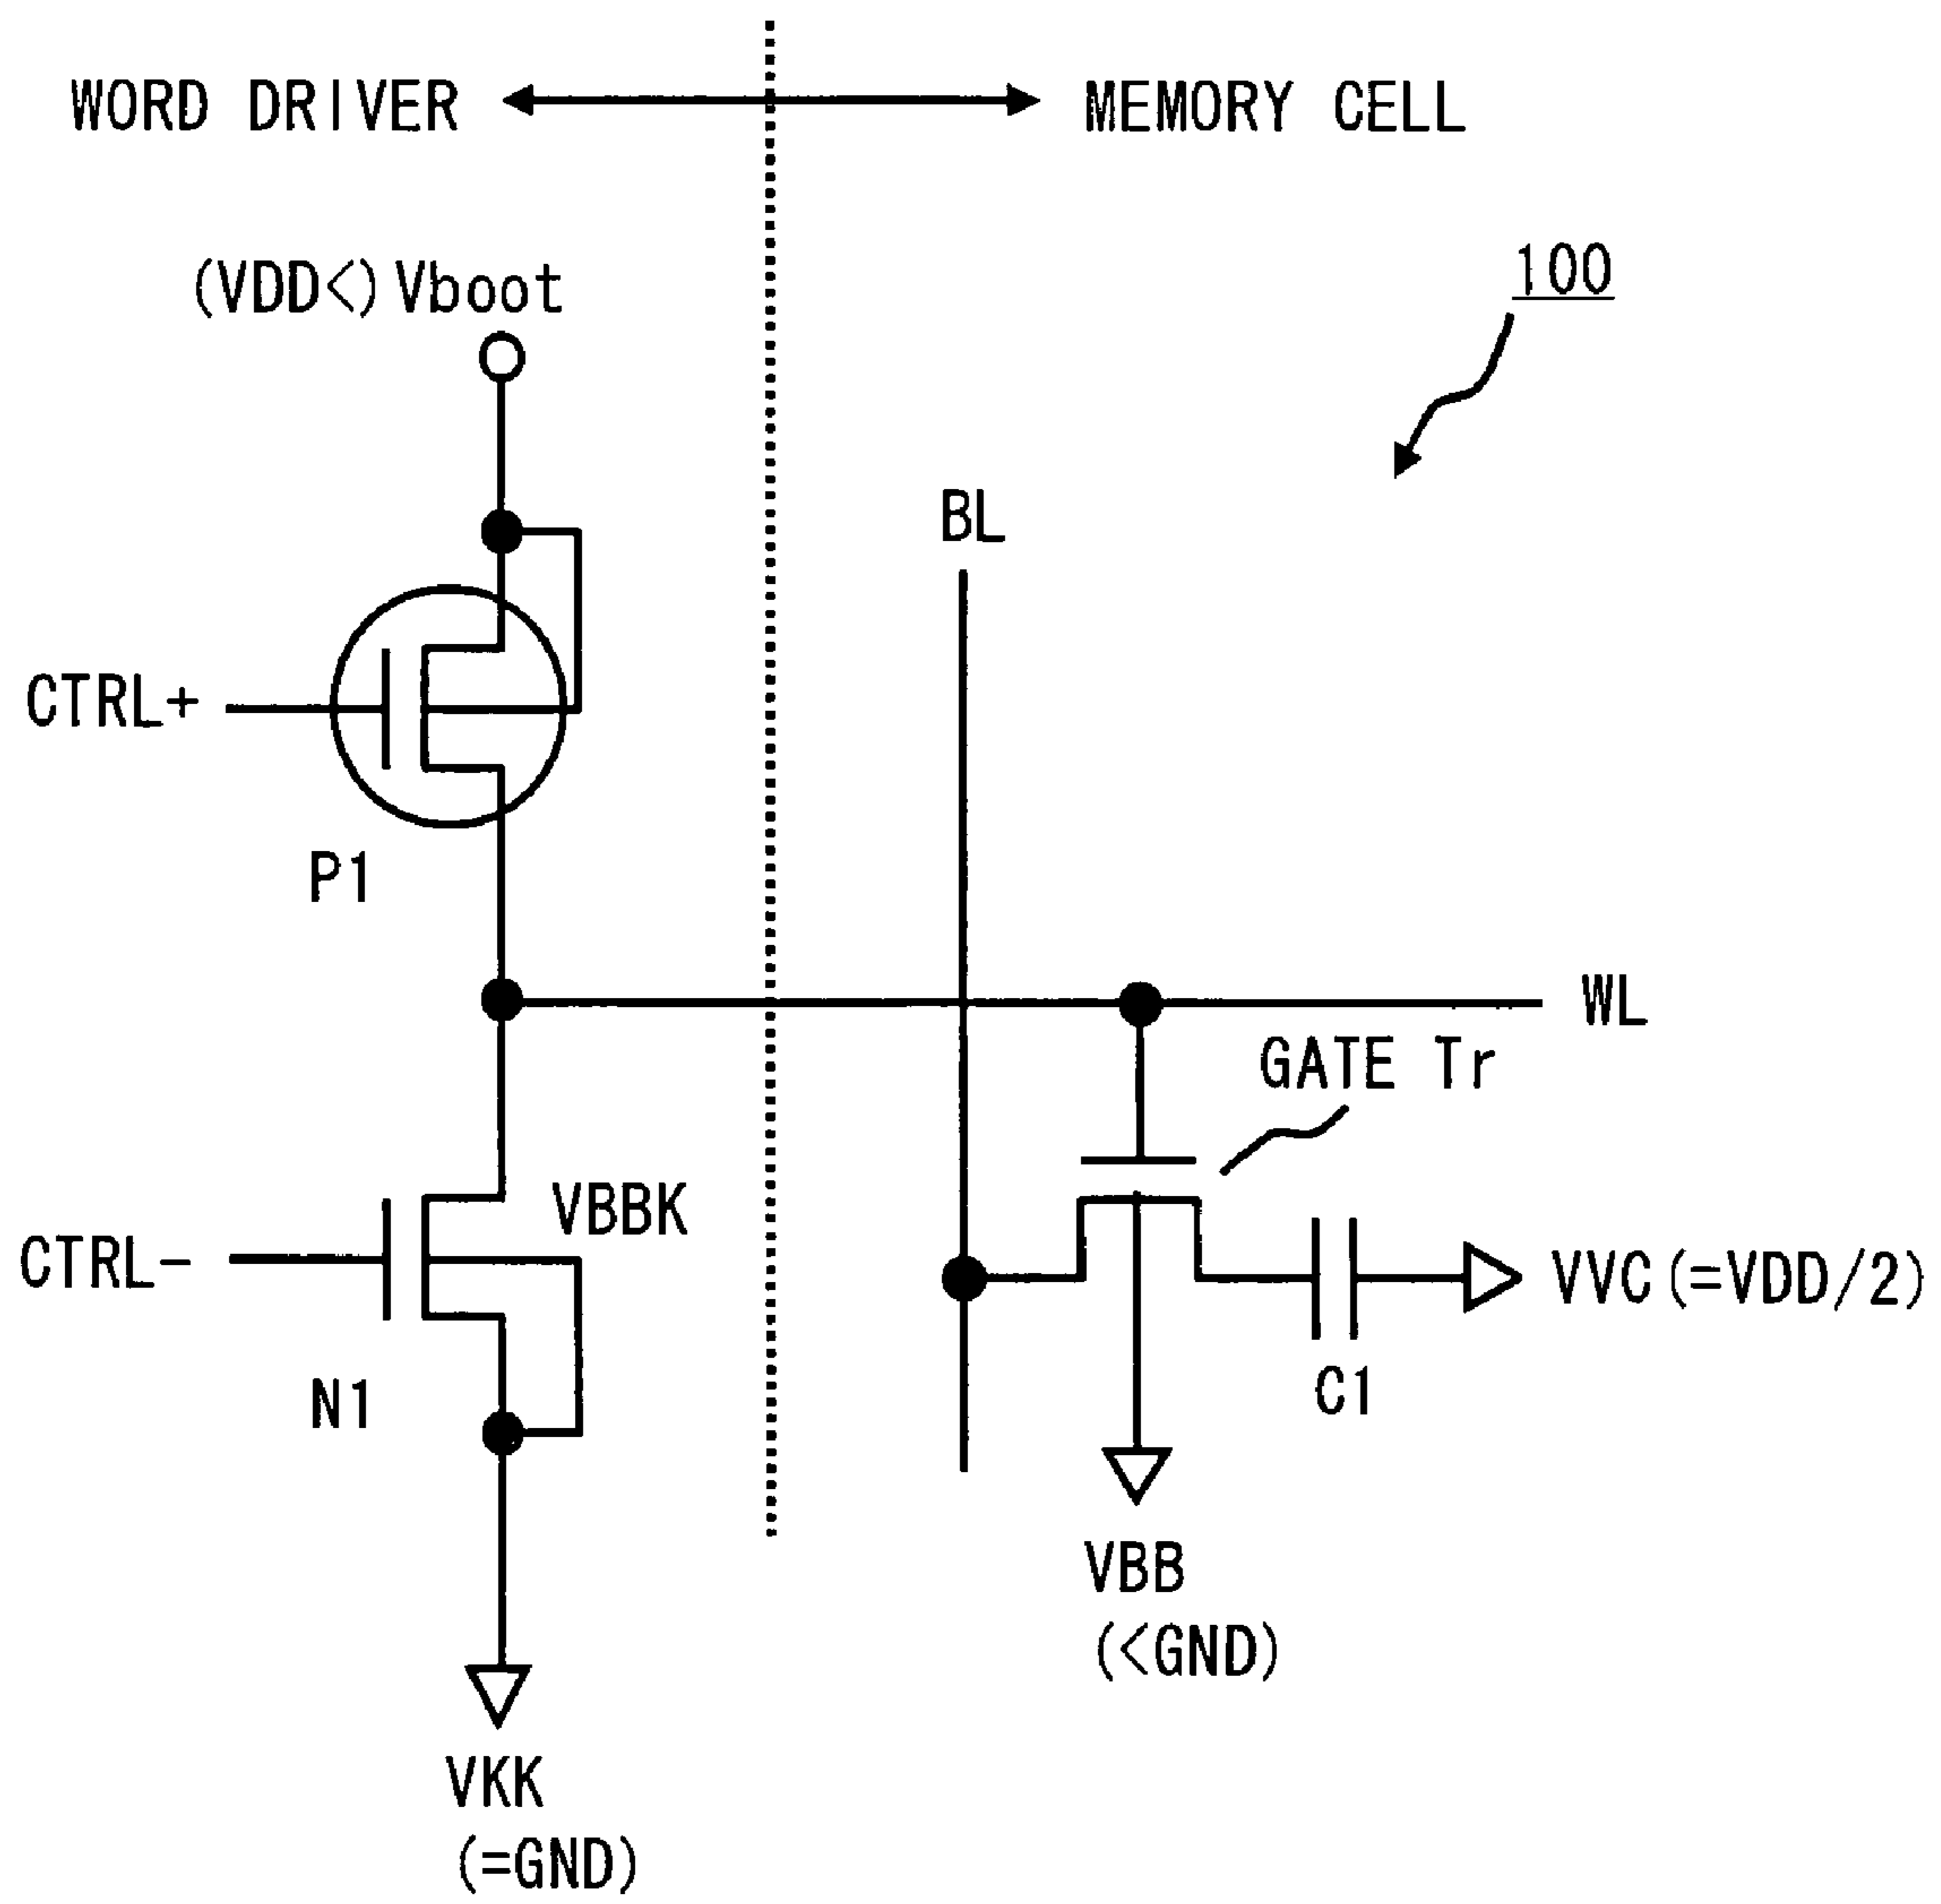 WORD DRIVER
MEMORY CELL
(VDD<)Vboot
100
BL
CTRL+
P1
WL
GATE Tr
VBBK
CTRL-
VVC(=VDD/2)
N1
C1
VBB
(<GND)
VKK
(=GND)